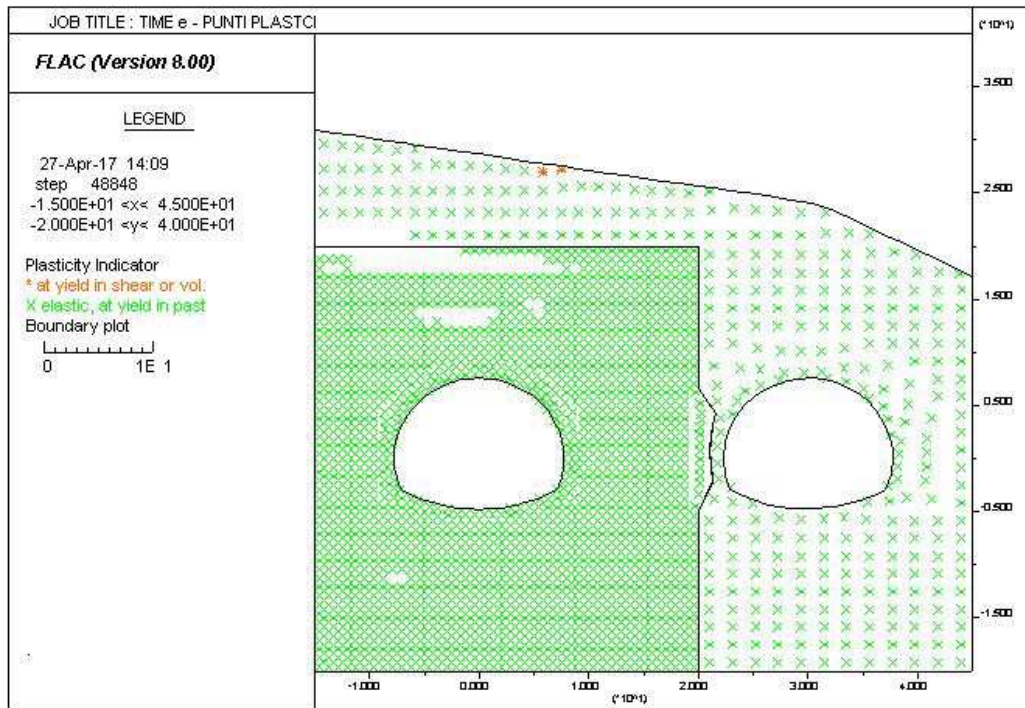 JOB TITLE : TIME e - PUNTI PLASTCI
(*10^1)
FLAC (Version 8.00)
LEGEND
27-Apr-17 14:09
step 48848
-1.500E+01 <x< 4.500E+01
-2.000E+01 <y< 4.000E+01
Plasticity Indicator
* at yield in shear or vol.
X elastic, at yield in past
Boundary plot
0 1E 1
3.500
2.500
1.500
0.500
-0.500
-1.500
-1.000 0.000 1.000 2.000 3.000 4.000
(*10^1)